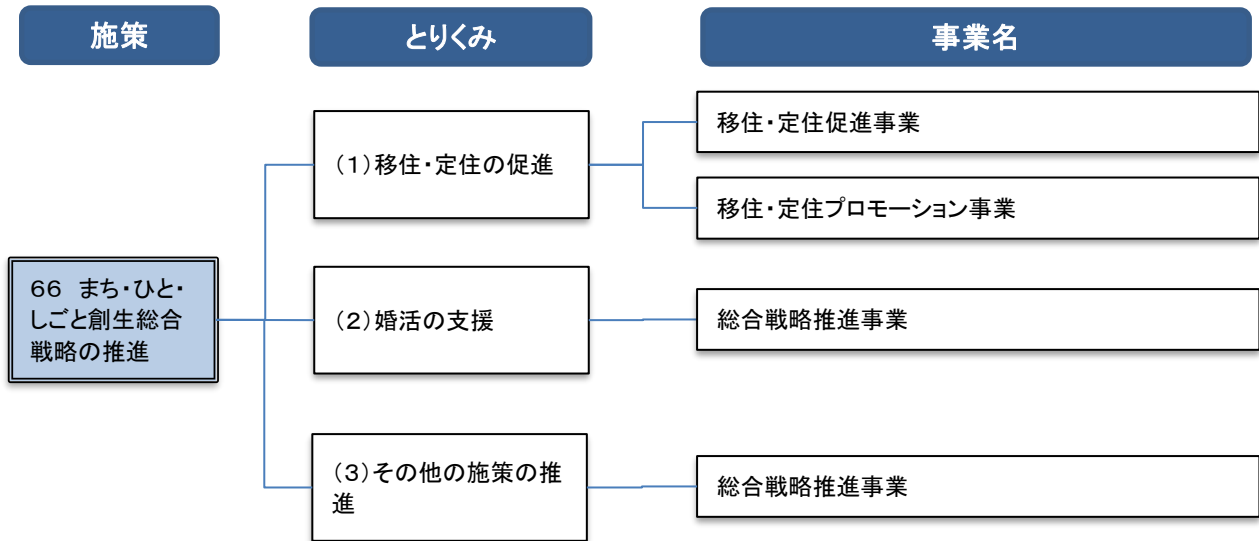 施策
とりくみ
事業名
66 まち・ひと・
しごと創生総合
戦略の推進
（１）移住・定住の促進
移住・定住促進事業
移住・定住プロモーション事業
（２）婚活の支援
総合戦略推進事業
（３）その他の施策の推
進
総合戦略推進事業